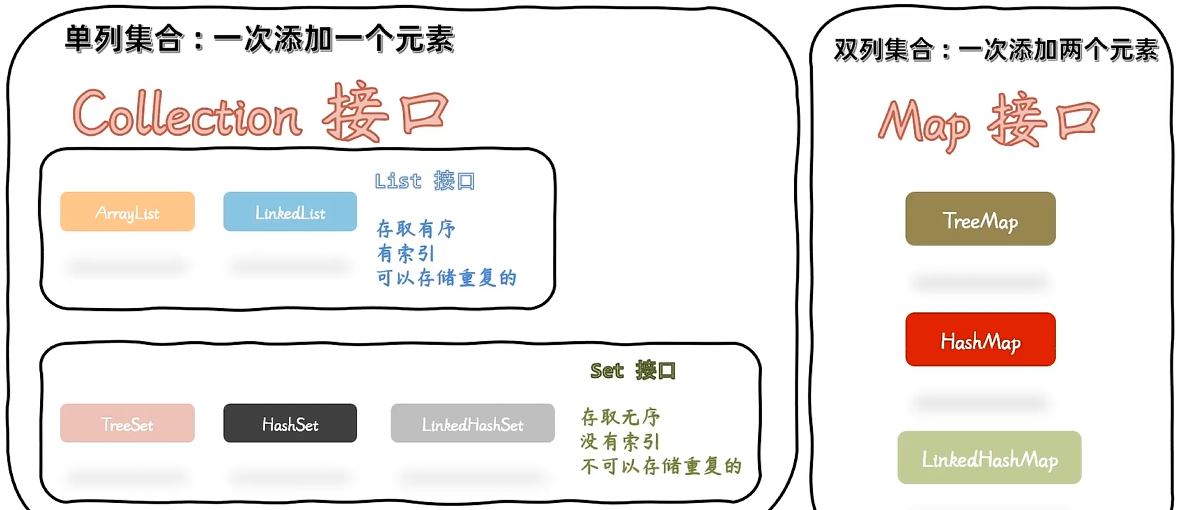 单列集合：一次添加一个元素
Collection 接口
List 接口
ArrayList
LinkedList
存取有序
有索引
可以存储重复的
Set 接口
TreeSet
HashSet
LinkedHashSet
存取无序
没有索引
不可以存储重复的
双列集合：一次添加两个元素
Map 接口
TreeMap
HashMap
LinkedHashMap